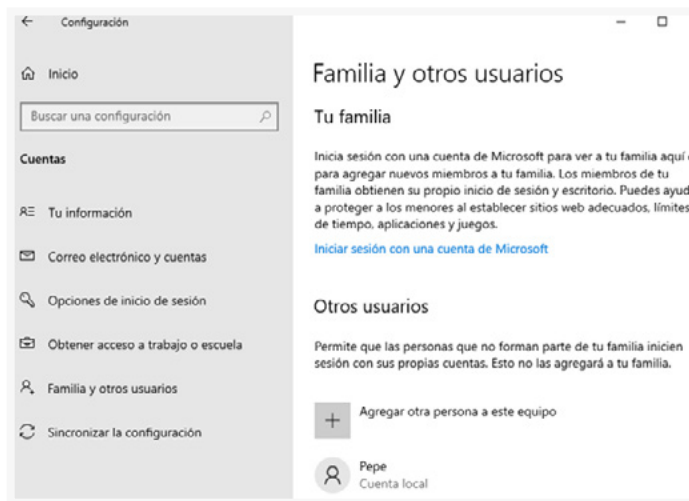 Configuración
Inicio
Buscar una configuración
Cuentas
Tu información
Correo electrónico y cuentas
Opciones de inicio de sesión
Obtener acceso a trabajo o escuela
Familia y otros usuarios
Sincronizar la configuración
Familia y otros usuarios
Tu familia
Inicia sesión con una cuenta de Microsoft para ver a tu familia aquí
para agregar nuevos miembros a tu familia. Los miembros de tu
familia obtienen su propio inicio de sesión y escritorio. Puedes ayud
a proteger a los menores al establecer sitios web adecuados, límites
de tiempo, aplicaciones y juegos.
Iniciar sesión con una cuenta de Microsoft
Otros usuarios
Permite que las personas que no forman parte de tu familia inicien
sesión con sus propias cuentas. Esto no las agregará a tu familia.
Agregar otra persona a este equipo
Pepe
Cuenta local